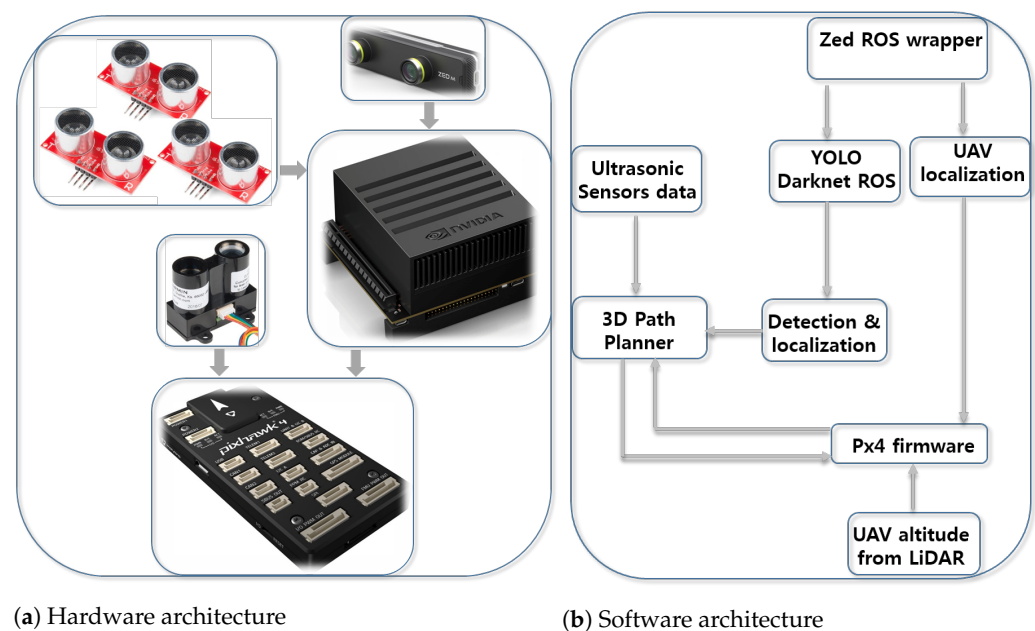 ZED M
NVIDIA
pixhawk 4
(a) Hardware architecture
Zed ROS wrapper
Ultrasonic
Sensors data
YOLO
Darknet ROS
UAV
localization
3D Path
Planner
Detection &
localization
Px4 firmware
UAV altitude
from LiDAR
(b) Software architecture